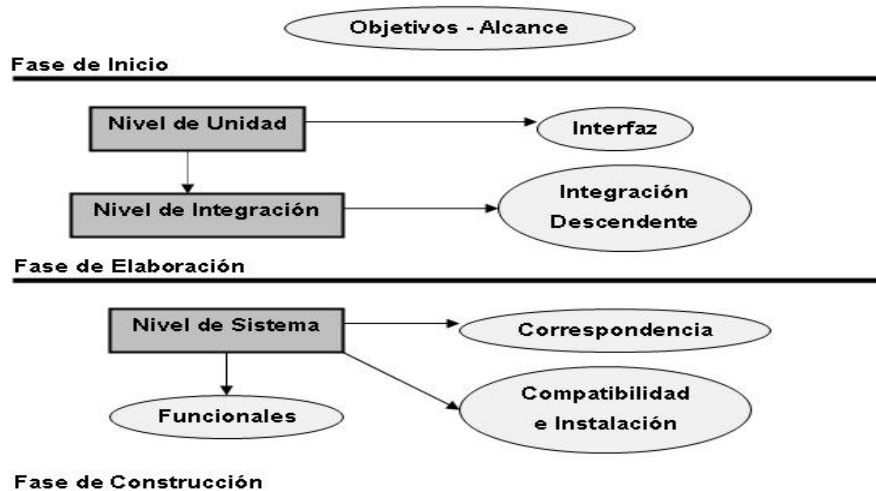 Objetivos - Alcance
Fase de Inicio
Nivel de Unidad
Interfaz
Nivel de Integración
Integración
Descendente
Fase de Elaboración
Nivel de Sistema
Correspondencia
Funcionales
Compatibilidad
e Instalación
Fase de Construcción